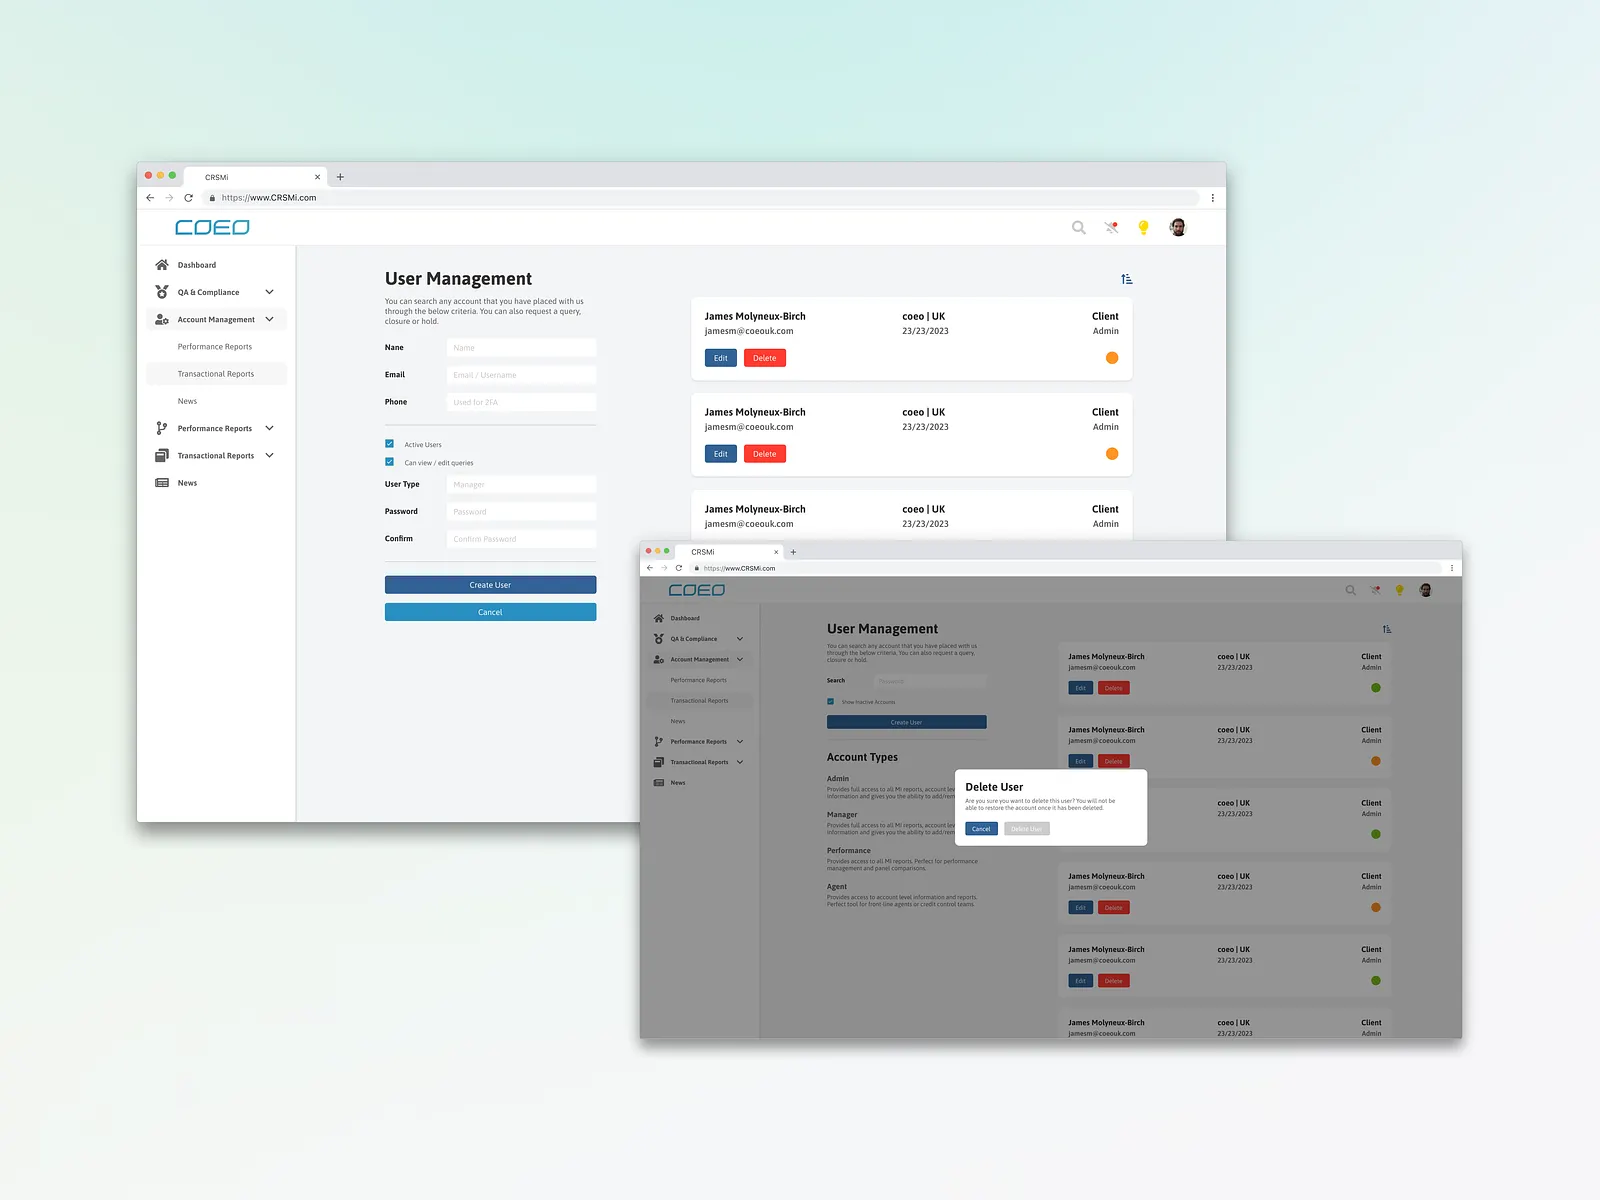 CRSMi
https://www.CRSMi.com
COEO
Dashboard
QA & Compliance
Account Management
Performance Reports
Transactional Reports
News
Performance Reports
Transactional Reports
News
User Management
You can search any account that you have placed with us
through the below criteria. You can also request a query,
closure or hold.
Nane
Name
Email
Email / Username
Phone
Used for 2FA
Active Users
Can view / edit queries
User Type
Manager
Password
Password
Confirm
Confirm Password
Create User
Cancel
James Molyneux-Birch
coeo | UK
Client
jamesm@coeouk.com
23/23/2023
Admin
Edit
Delete
James Molyneux-Birch
coeo | UK
Client
jamesm@coeouk.com
23/23/2023
Admin
Edit
Delete
James Molyneux-Birch
coeo | UK
Client
jamesm@coeouk.com
23/23/2023
Admin
CRSMi
https://www.CRSMi.com
COEO
Dashboard
QA & Compliance
Account Management
Performance Reports
Transactional Reports
News
Performance Reports
Transactional Reports
News
User Management
You can search any account that you have placed with us
through the below criteria. You can also request a query,
closure or hold.
Search
Password
Show Inactive Accounts
Create User
Account Types
Admin
Provides full access to all MI reports, account lev
information and gives you the ability to add/rem
Manager
Provides full access to all MI reports, account lev
information and gives you the ability to add/rem
Performance
Provides access to all MI reports. Perfect for performance
management and panel comparisons.
Agent
Provides access to account level information and reports.
Perfect tool for front-line agents or credit control teams
James Molyneux-Birch
coeo | UK
Client
jamesm@coeouk.com
23/23/2023
Admin
Edit
Delete
James Molyneux-Birch
coeo | UK
Client
jamesm@coeouk.com
23/23/2023
Admin
Edit
Delete
coeo | UK
Client
23/23/2023
Admin
Delete User
Are you sure you want to delete this user? You will not be
able to restore the account once it has been deleted.
Cancel
Delete User
James Molyneux-Birch
coeo | UK
Client
jamesm@coeouk.com
23/23/2023
Admin
Edit
Delete
James Molyneux-Birch
coeo | UK
Client
jamesm@coeouk.com
23/23/2023
Admin
Edit
Delete
James Molyneux-Birch
coeo | UK
Client
jamesm@coeouk.com
23/23/2023
Admin